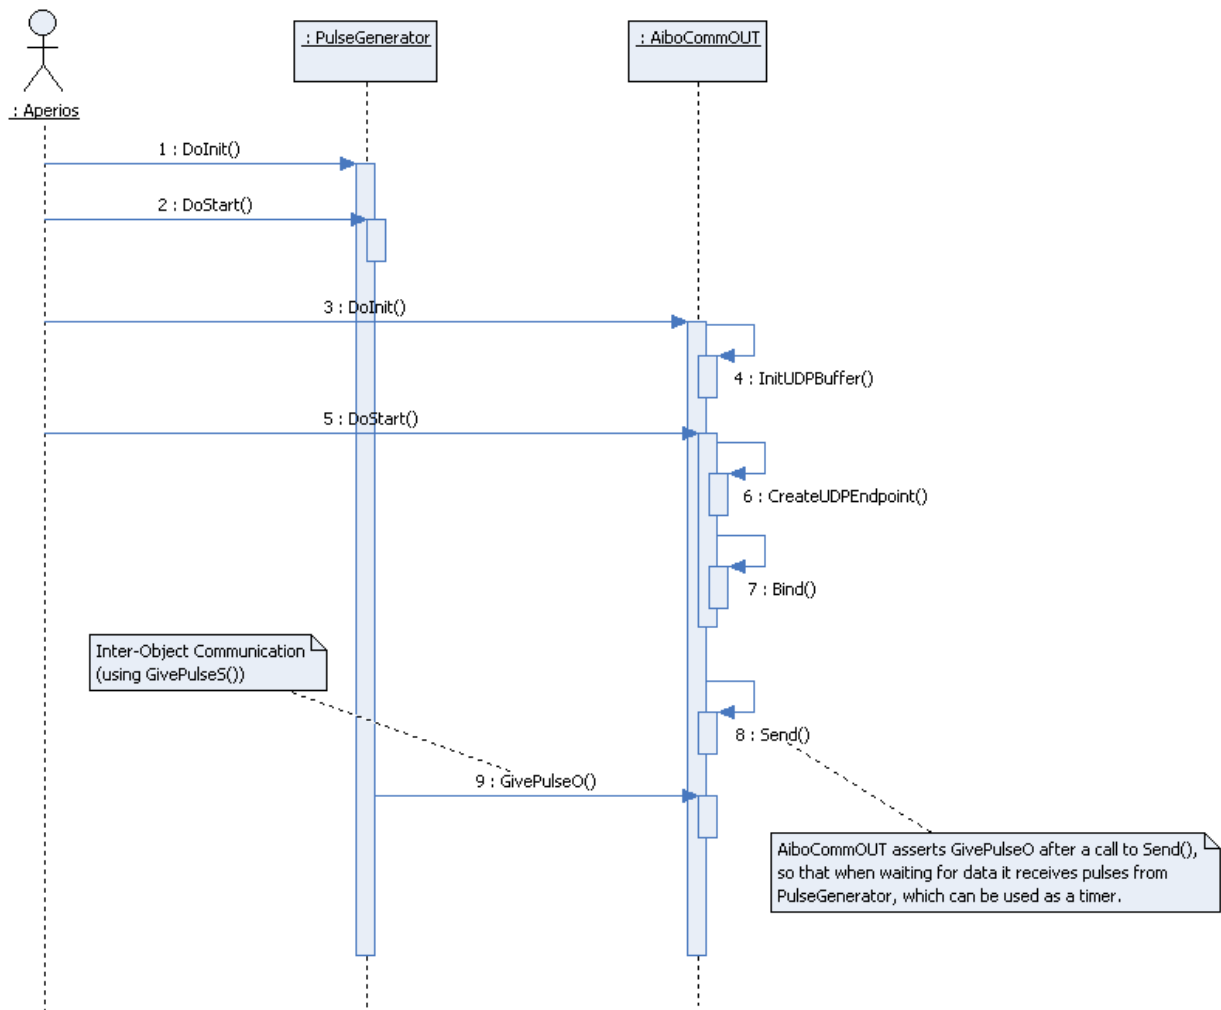 : PulseGenerator
: AiboCommOUT
: Aperios
1 : DoInit()
2 : DoStart()
3 : DoInit()
4 : InitUDPBuffer()
5 : DoStart()
6 : CreateUDPEndpoint()
7 : Bind()
Inter-Object Communication
(using GivePulseS())
8 : Send()
9 : GivePulseO()
AiboCommOUT asserts GivePulseO after a call to Send(),
so that when waiting for data it receives pulses from
PulseGenerator, which can be used as a timer.